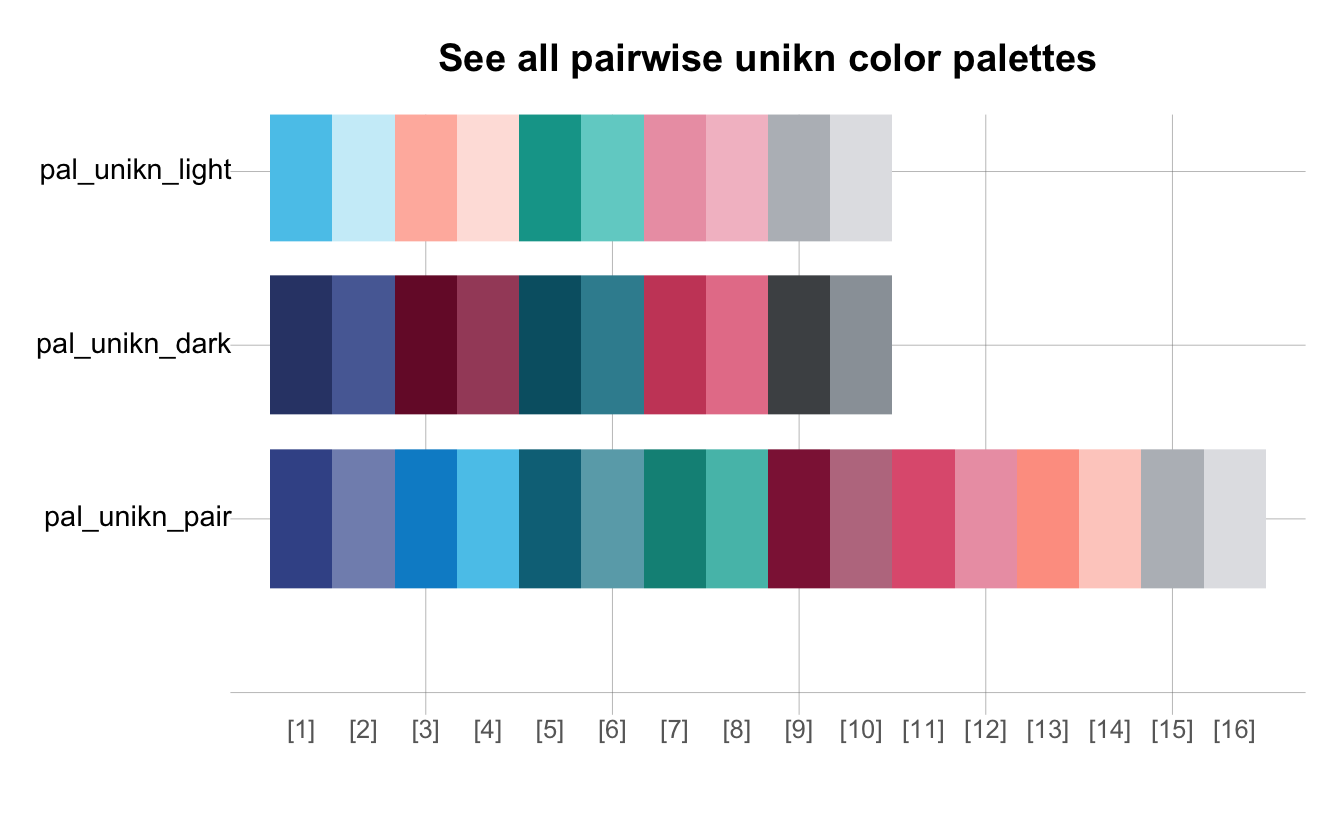 See all pairwise unikn color palettes
pal_unikn_light
pal_unikn_dark
pal_unikn_pair
[1] [2] [3] [4] [5] [6] [7] [8] [9] [10] [11] [12] [13] [14] [15] [16]